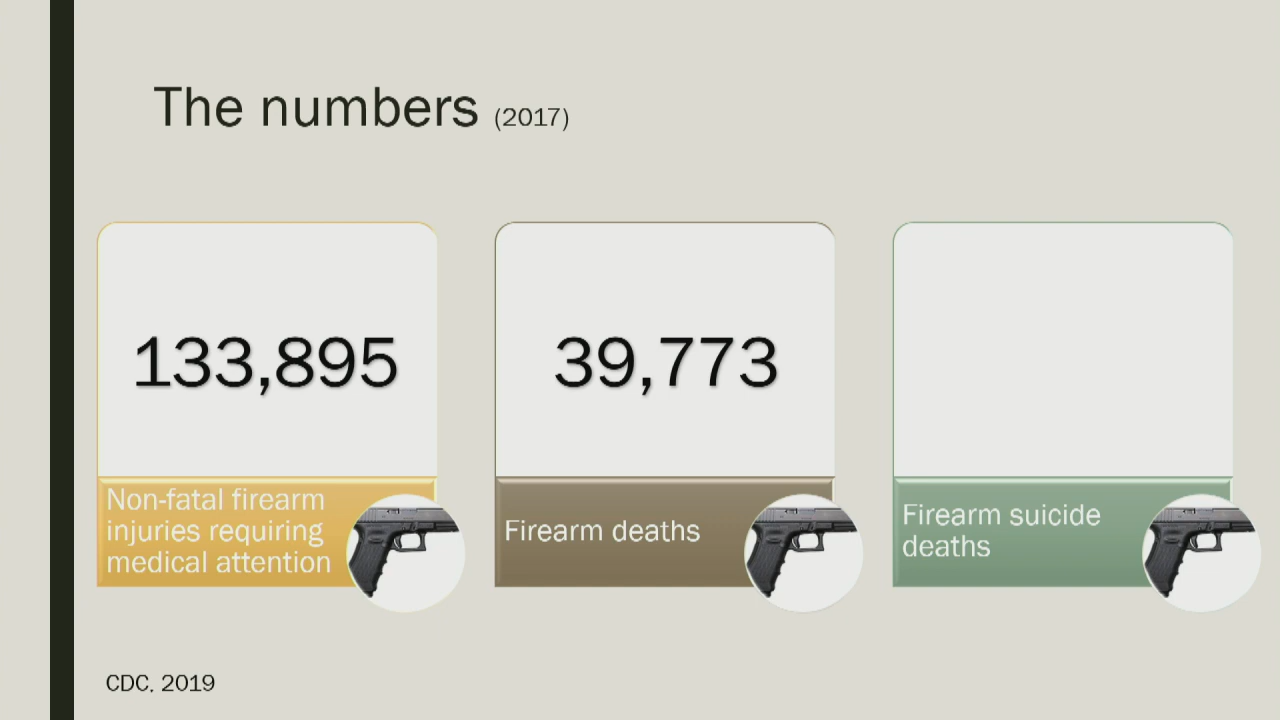 The numbers (2017)
133,895
39,773
Non-fatal firearm
injuries requiring
medical attention
Firearm deaths
Firearm suicide
deaths
CDC, 2019